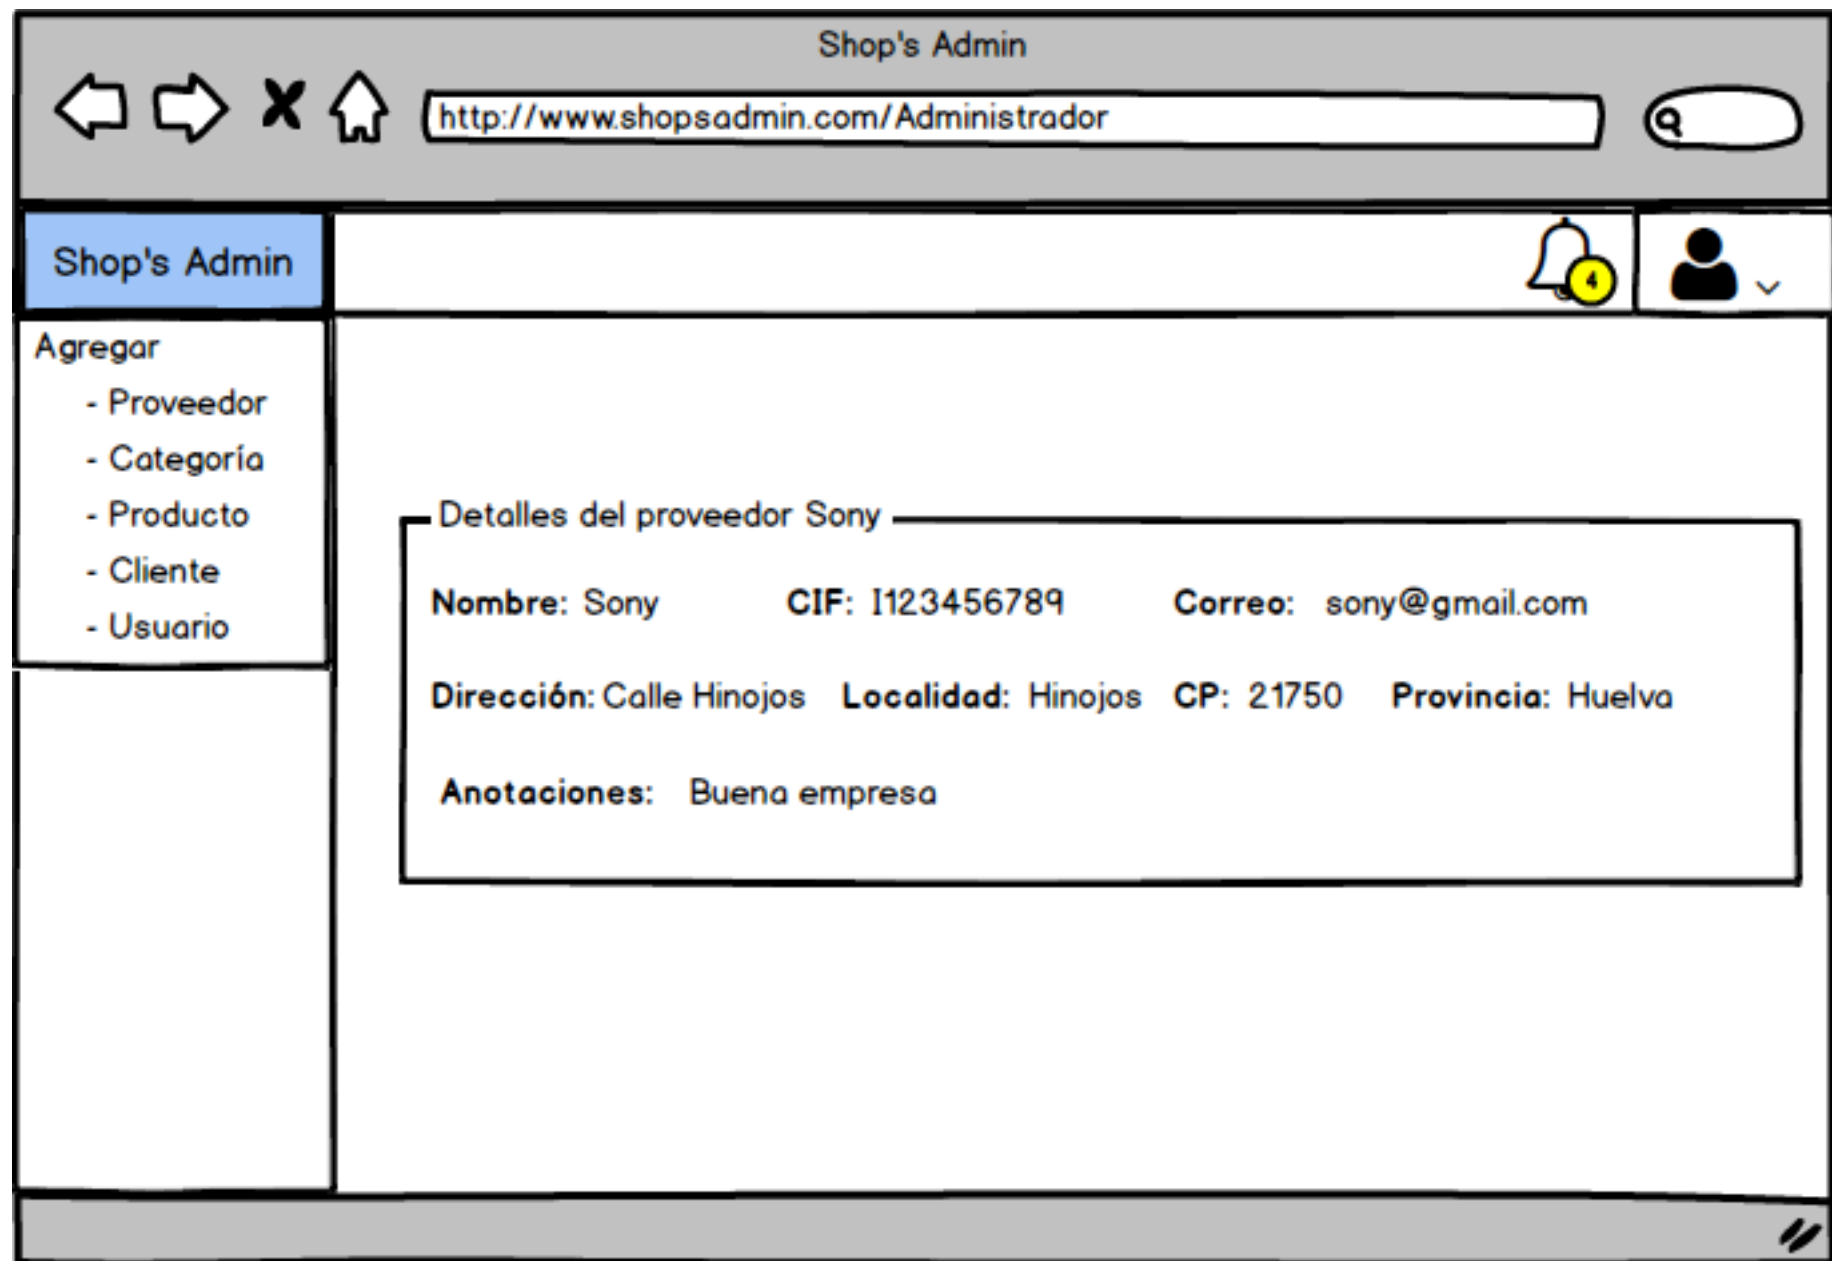 Shop's Admin
http://www.shopsadmin.com/Administrador
Shop's Admin
4
Agregar
- Proveedor
- Categoría
- Producto
- Cliente
- Usuario
Detalles del proveedor Sony
Nombre: Sony CIF: I123456789 Correo: sony@gmail.com
Dirección: Calle Hinojos Localidad: Hinojos CP: 21750 Provincia: Huelva
Anotaciones: Buena empresa